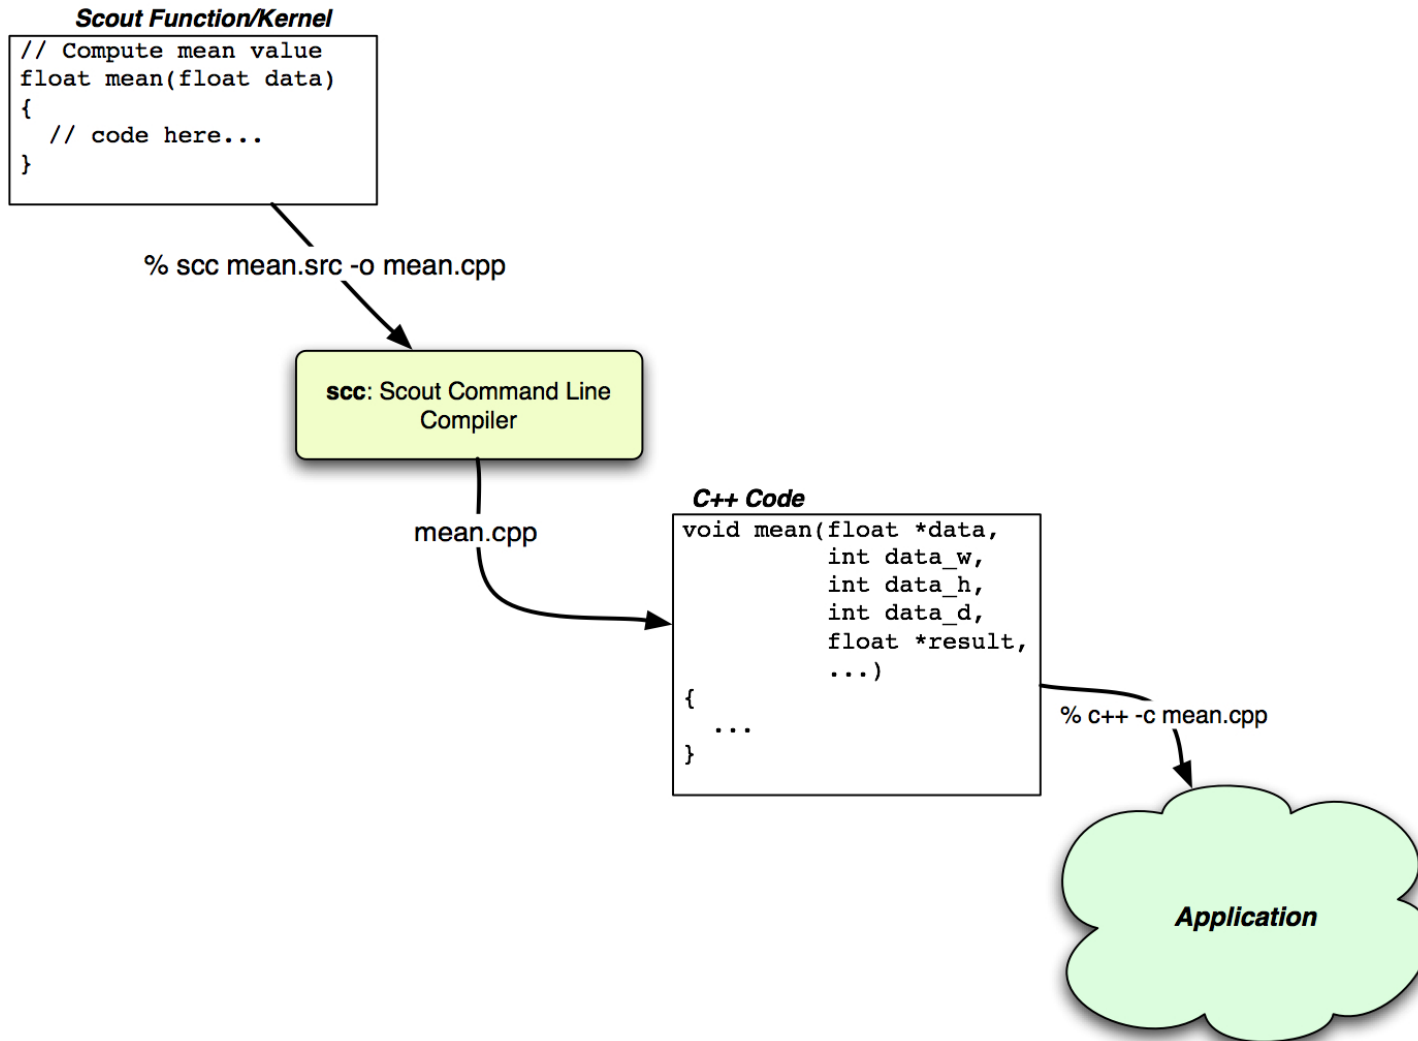 Scout Function/Kernel
// Compute mean value
float mean(float data)
{
  // code here...
}
% scc mean.src -o mean.cpp
scc: Scout Command Line
Compiler
mean.cpp
C++ Code
void mean(float *data,
          int data_w,
          int data_h,
          int data_d,
          float *result,
          ...)
{
  ...
}
% c++ -c mean.cpp
Application